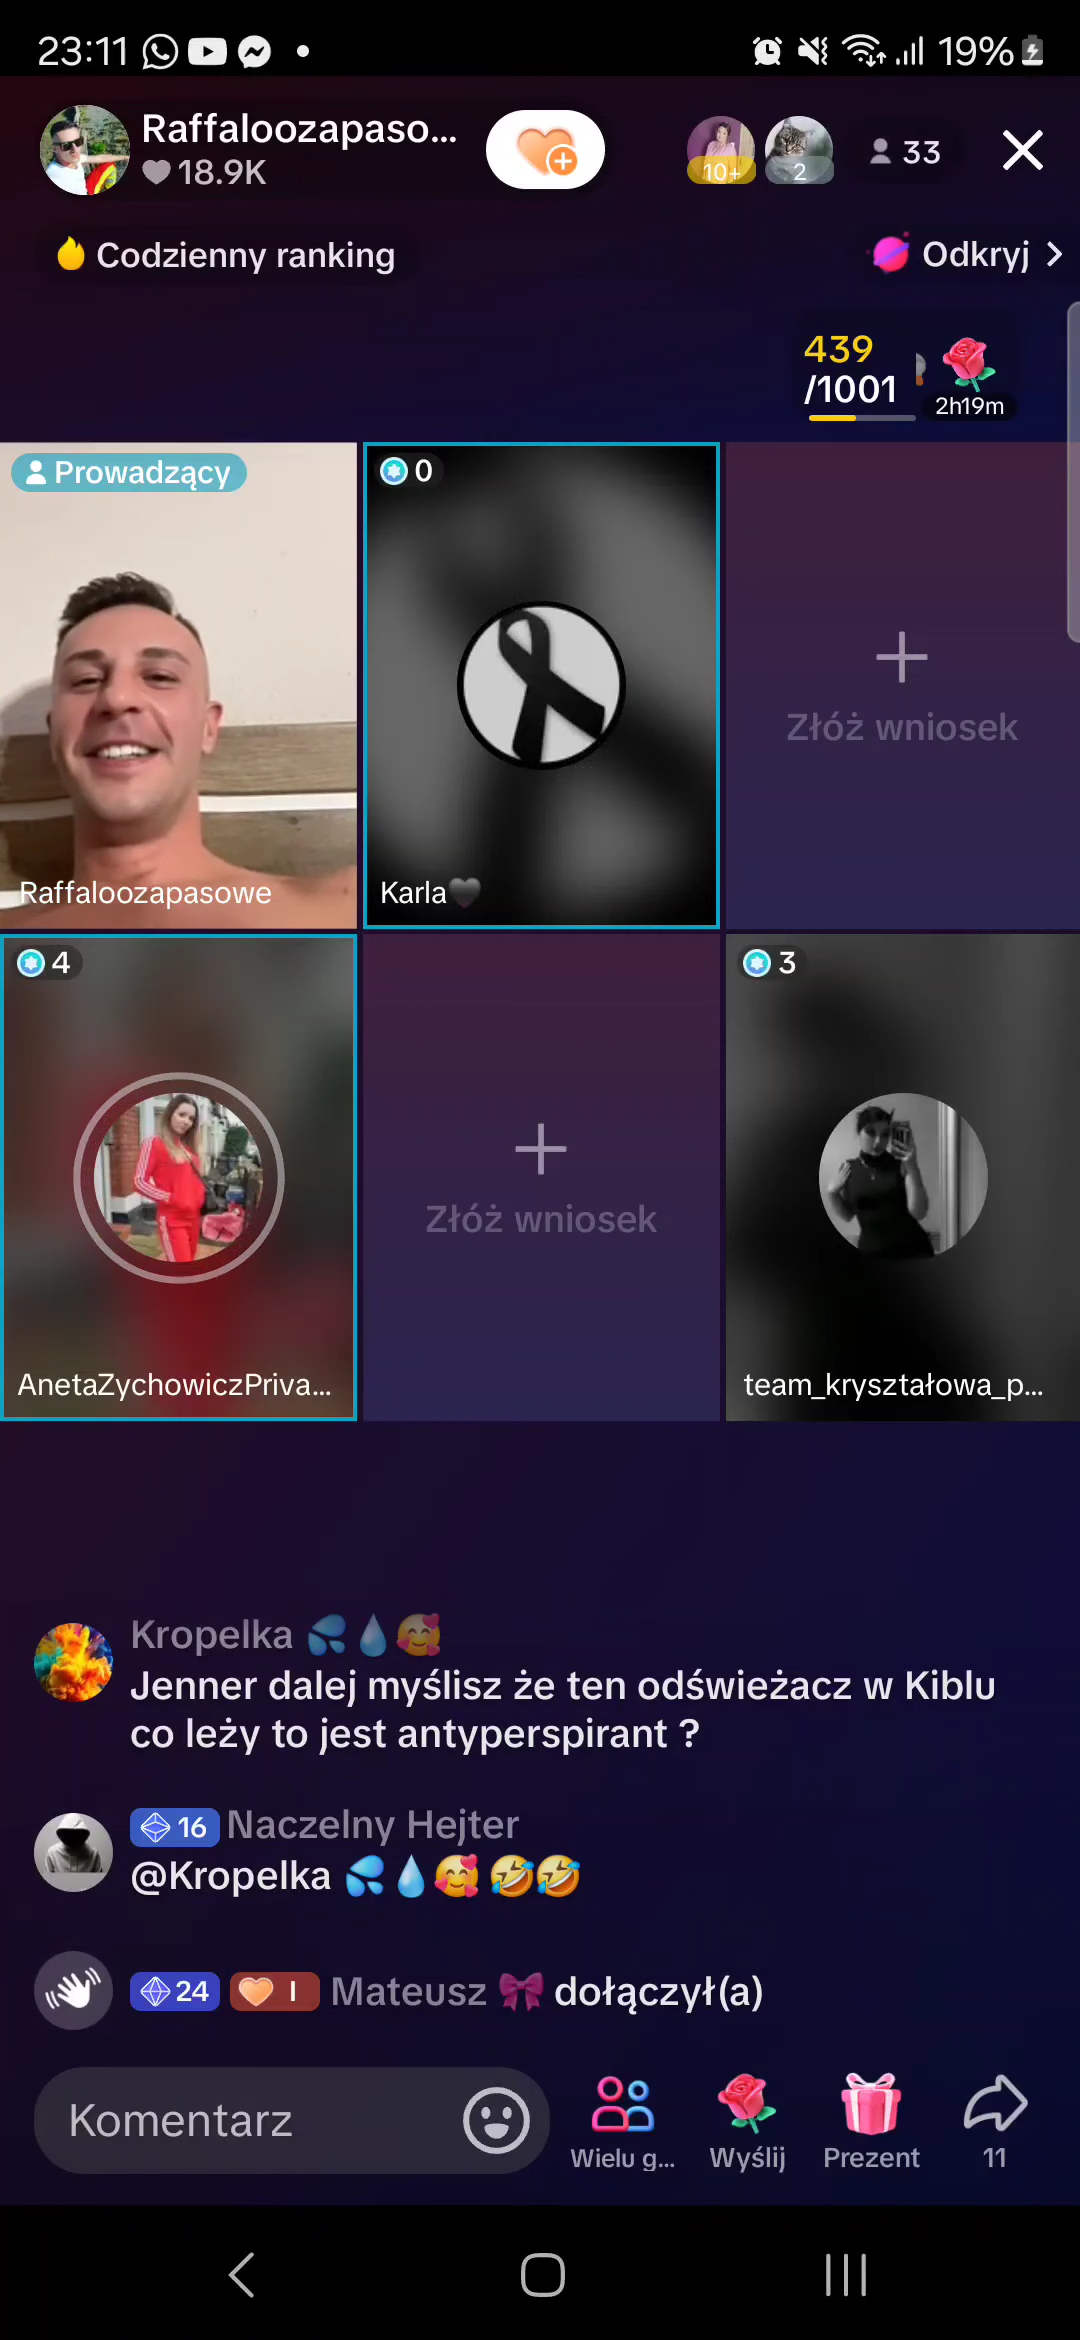 23:11
19%
Raffaloozapaso...
18.9K
10+
2
33
Codzienny ranking
Odkryj
439
/1001
2h19m
Prowadzący
0
Złóż wniosek
Raffaloozapasowe
Karla
4
3
Złóż wniosek
AnetaZychowiczPriva...
team_kryształowa_p...
Kropelka
Jenner dalej myślisz że ten odświeżacz w Kiblu
co leży to jest antyperspirant ?
16 Naczelny Hejter
@Kropelka
24 I Mateusz dołączył(a)
Komentarz
Wielu g...
Wyślij
Prezent
11